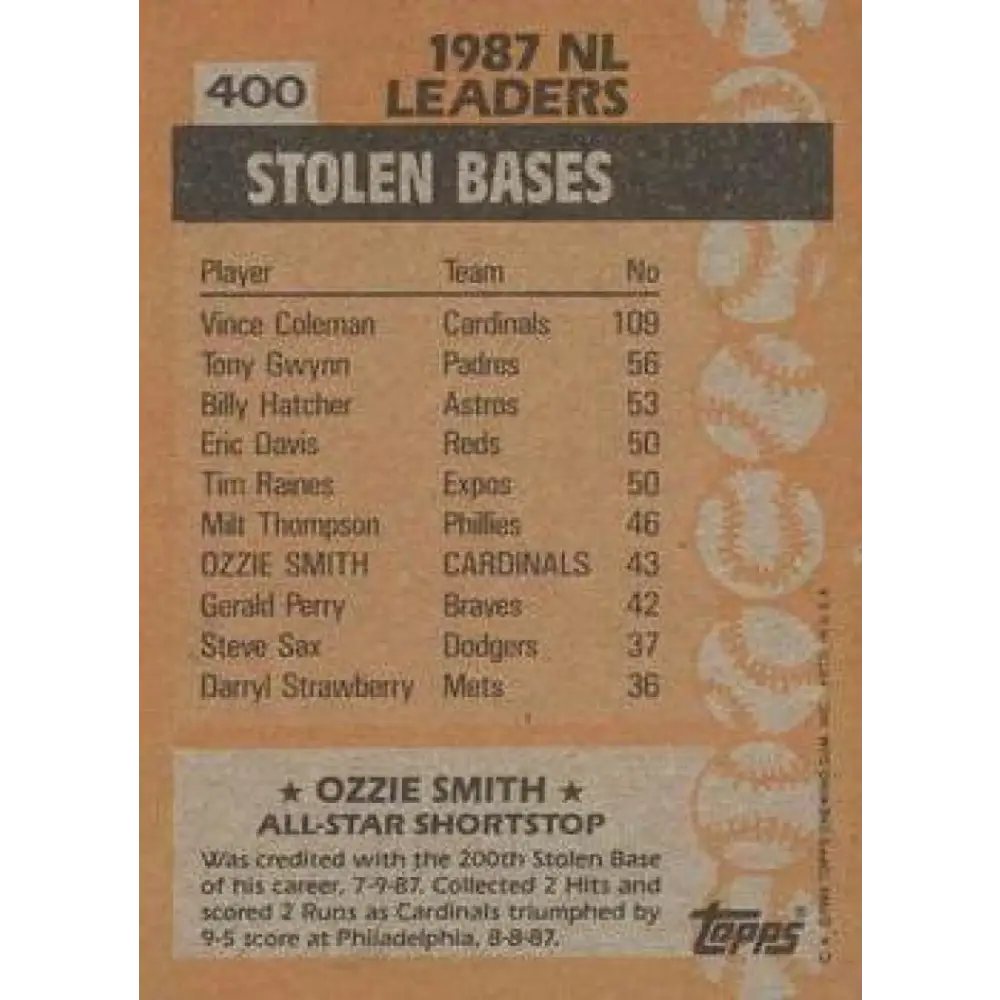 1987 NL
400
LEADERS
STOLEN BASES
Player Team No
Vince Coleman Cardinals 109
Tony Gwynn Padres 56
Billy Hatcher Astros 53
Eric Davis Reds 50
Tim Raines Expos 50
Milt Thompson Phillies 46
OZZIE SMITH CARDINALS 43
Gerald Perry Braves 42
Steve Sax Dodgers 37
Darryl Strawberry Mets 36
★ OZZIE SMITH ★
ALL-STAR SHORTSTOP
Was credited with the 200th Stolen Base
of his career, 7-9-87. Collected 2 Hits and
scored 2 Runs as Cardinals triumphed by
9-5 score at Philadelphia, 8-8-87.
topps®